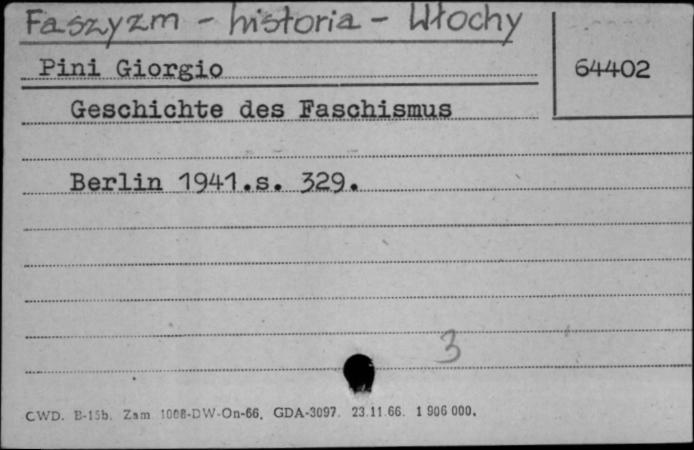 Faszyzm - historia - Włochy
Pini Giorgio
64402
Geschichte des Faschismus
Berlin 1941.s. 329.
3
CWD. B-15b. Zam 1008-DW-On-66. GDA-3097. 23.11.66. 1 906 000.